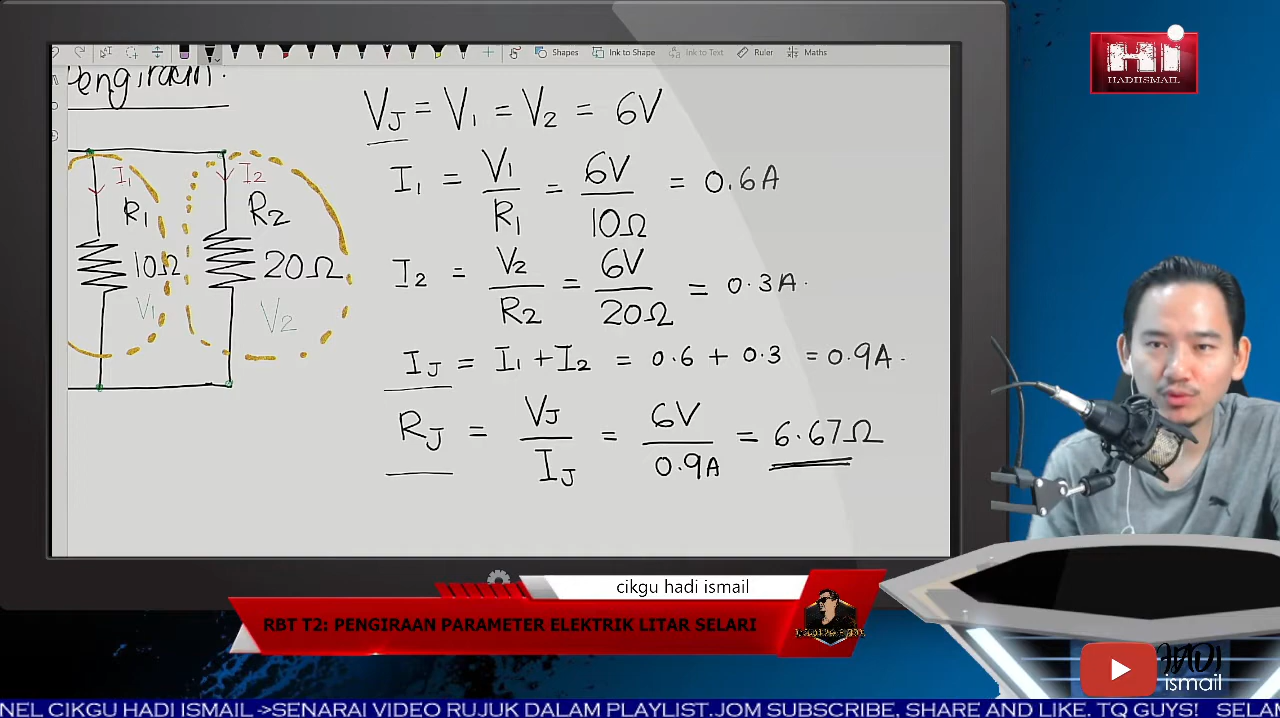 Shapes Ink to Shape Ink to Text Ruler Maths
Pengiraan.
VJ = V1 = V2 = 6V
I1 = V1/R1 = 6V/10Ω = 0.6A
I2 = V2/R2 = 6V/20Ω = 0.3A.
IJ = I1 + I2 = 0.6 + 0.3 = 0.9A.
RJ = VJ/IJ = 6V/0.9A = 6.67Ω
I1
R1
10Ω
V1
I2
R2
20Ω
V2
Hi
HADIISMAIL
cikgu hadi ismail
RBT T2: PENGIRAAN PARAMETER ELEKTRIK LITAR SELARI
HADI
ismail
NEL CIKGU HADI ISMAIL ->SENARAI VIDEO RUJUK DALAM PLAYLIST.JOM SUBSCRIBE, SHARE AND LIKE. TQ GUYS! SELAM